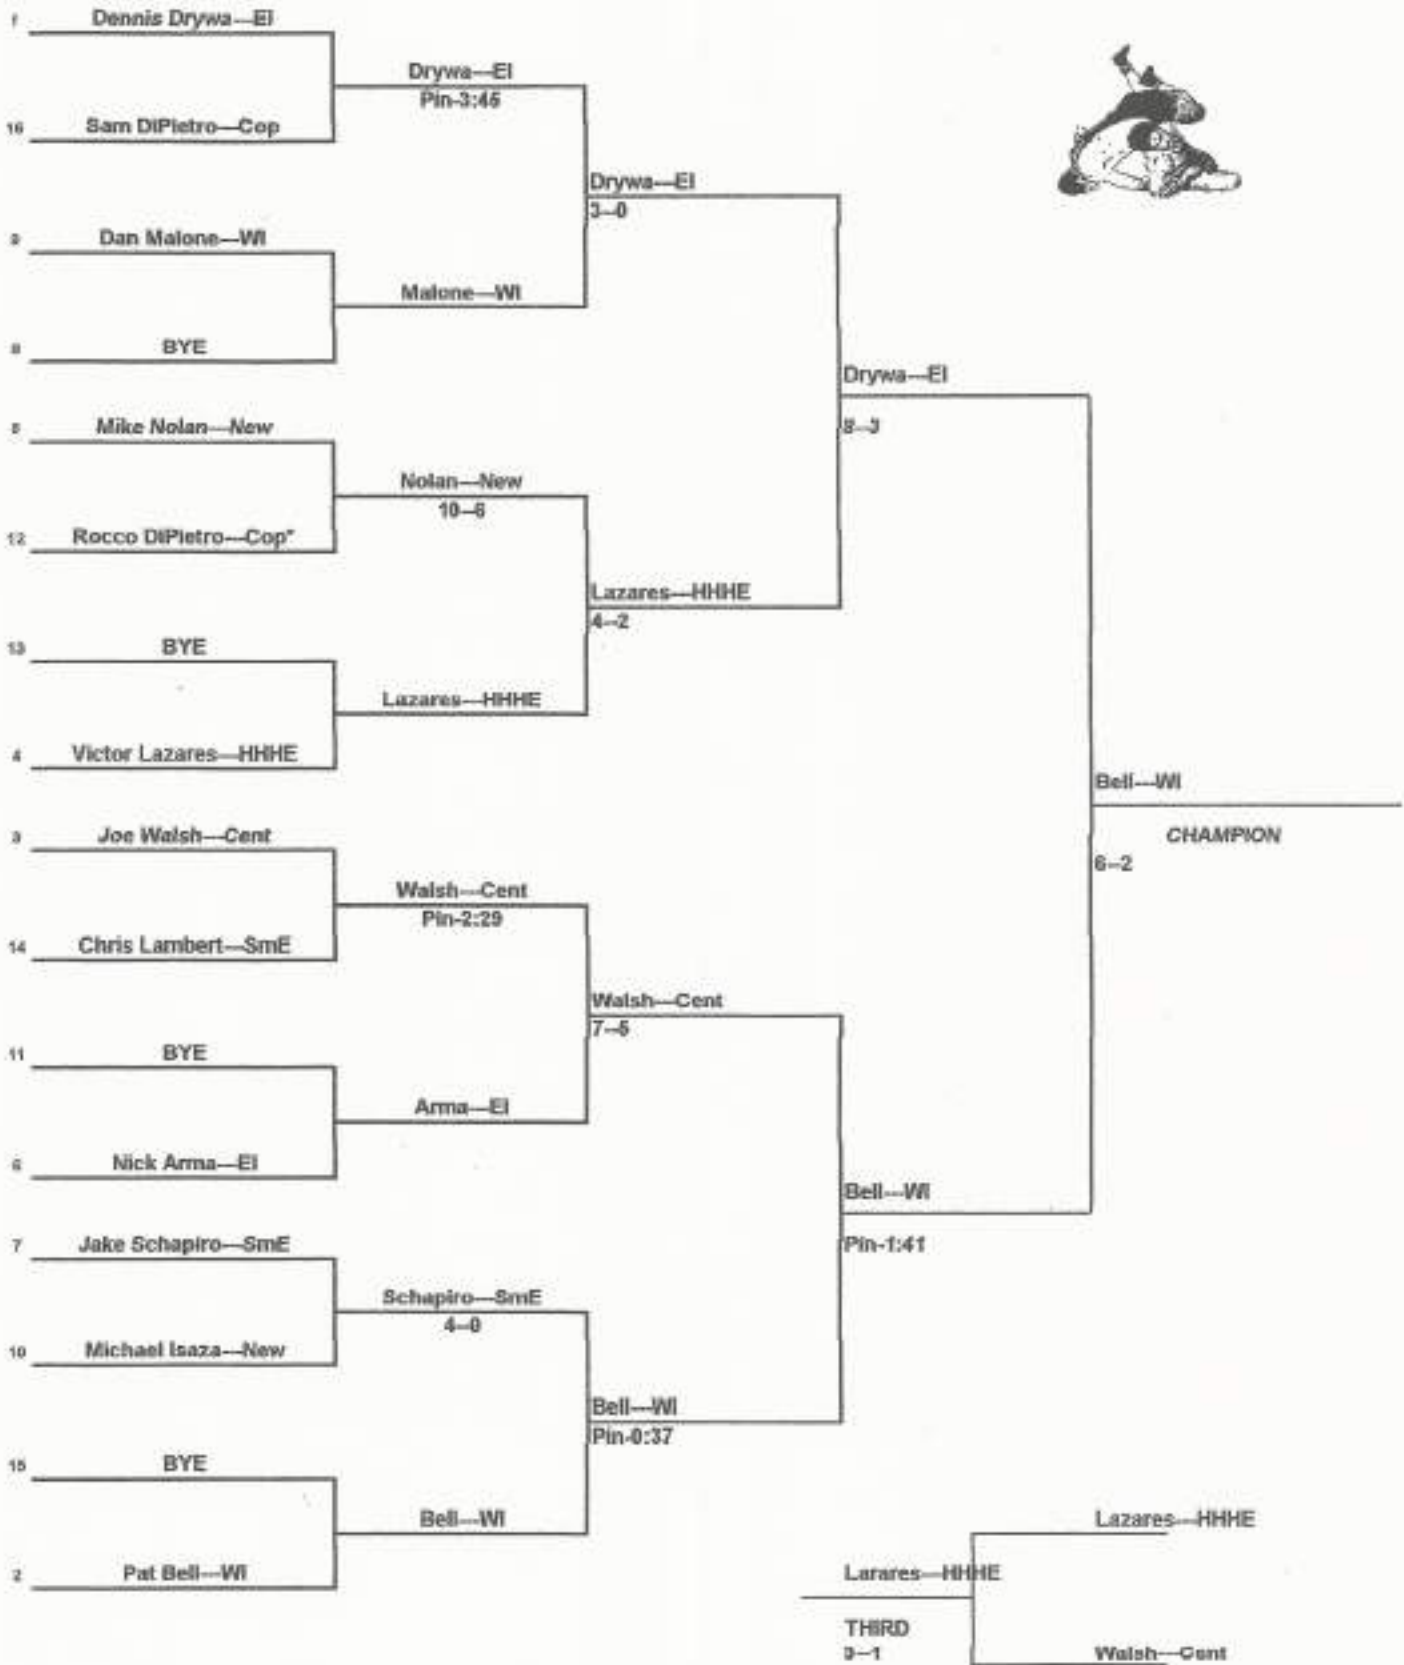 1 Dennis Drywa---EI
16 Sam DiPietro---Cop
Drywa---EI
Pin-3:45
9 Dan Malone---WI
8 BYE
Malone---WI
Drywa---EI
3--0
5 Mike Nolan---New
12 Rocco DiPietro---Cop*
Nolan---New
10--6
13 BYE
4 Victor Lazares---HHHE
Lazares---HHHE
Lazares---HHHE
4--2
Drywa---EI
8--3
3 Joe Walsh---Cent
14 Chris Lambert---SmE
Walsh---Cent
Pin-2:29
11 BYE
6 Nick Arma---EI
Arma---EI
Walsh---Cent
7--5
7 Jake Schapiro---SmE
10 Michael Isaza---New
Schapiro---SmE
4--0
15 BYE
2 Pat Bell---WI
Bell---WI
Bell---WI
Pin-0:37
Bell---WI
Pin-1:41
Bell---WI
CHAMPION
6--2
Lazares---HHHE
Larares---HHHE
THIRD
3--1
Walsh---Cent